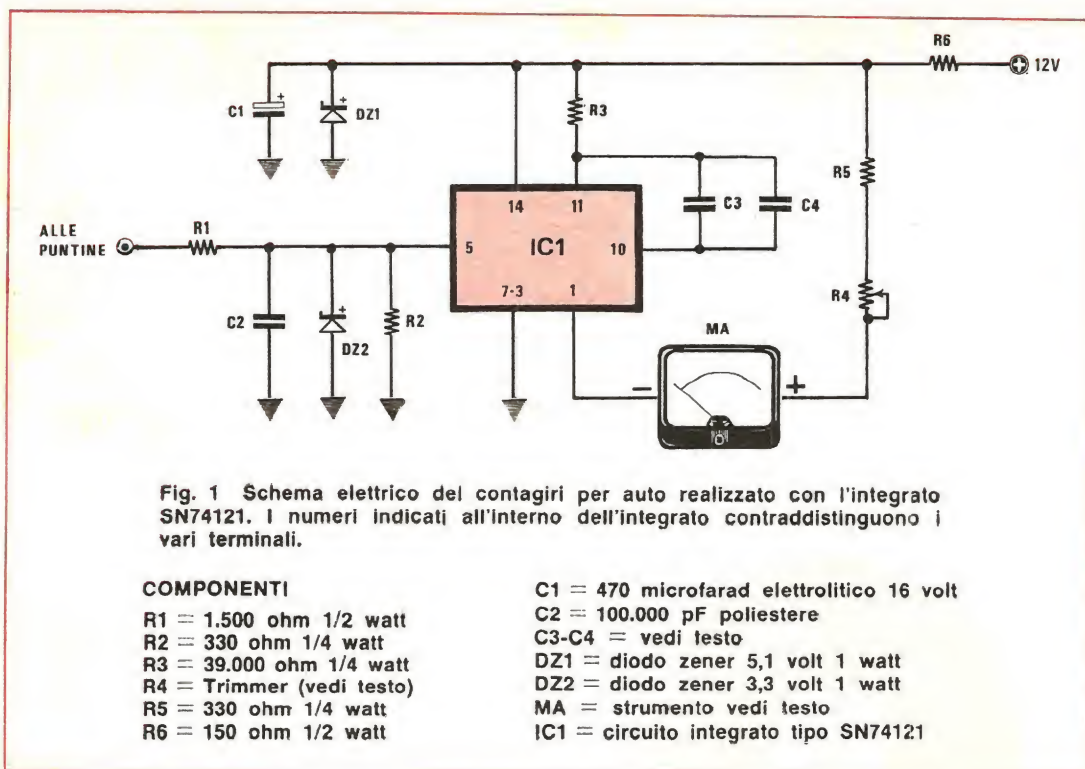 R6
12V
C1
+
DZ1
+
R3
R5
C3
C4
14
11
ALLE
PUNTINE
R1
5
IC1
10
R4
C2
DZ2
+
R2
7-3
1
MA
−
+
Fig. 1 Schema elettrico del contagiri per auto realizzato con l'integrato
SN74121. I numeri indicati all'interno dell'integrato contraddistinguono i
vari terminali.
COMPONENTI
R1 = 1.500 ohm 1/2 watt
R2 = 330 ohm 1/4 watt
R3 = 39.000 ohm 1/4 watt
R4 = Trimmer (vedi testo)
R5 = 330 ohm 1/4 watt
R6 = 150 ohm 1/2 watt
C1 = 470 microfarad elettrolitico 16 volt
C2 = 100.000 pF poliestere
C3-C4 = vedi testo
DZ1 = diodo zener 5,1 volt 1 watt
DZ2 = diodo zener 3,3 volt 1 watt
MA = strumento vedi testo
IC1 = circuito integrato tipo SN74121